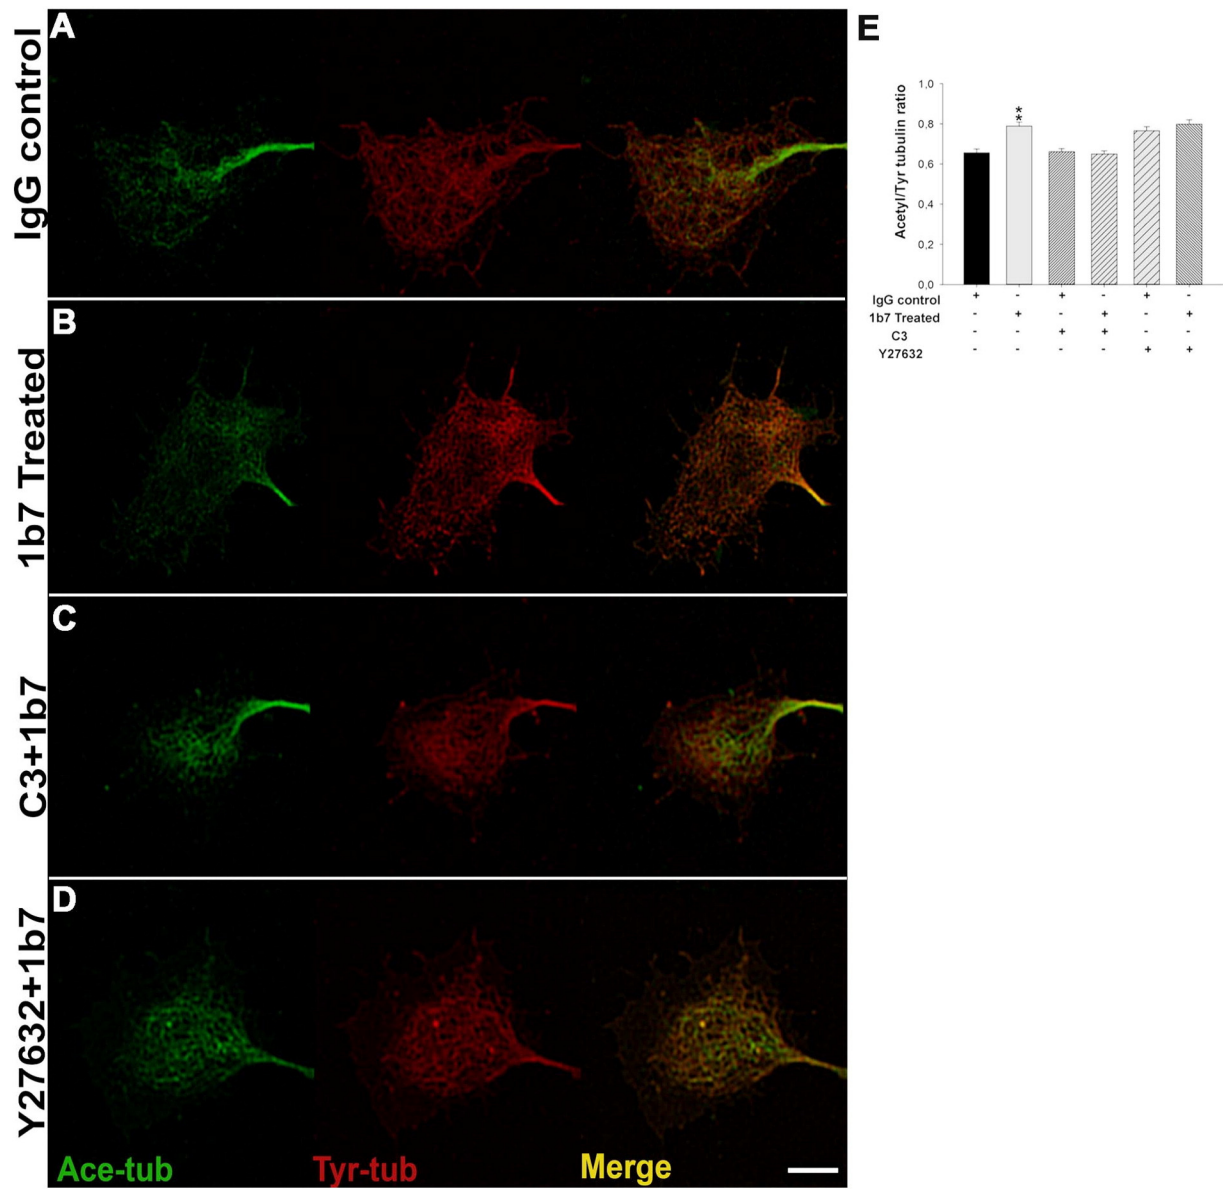 A
IgG control
B
1b7 Treated
C
C3+1b7
D
Y27632+1b7
Ace-tub Tyr-tub Merge
E
Acetyl/Tyr tubulin ratio
1,0
0,8
0,6
0,4
0,2
0,0
**
IgG control + - + - + -
1b7 Treated - + - + - +
C3 - - + + - -
Y27632 - - - - + +